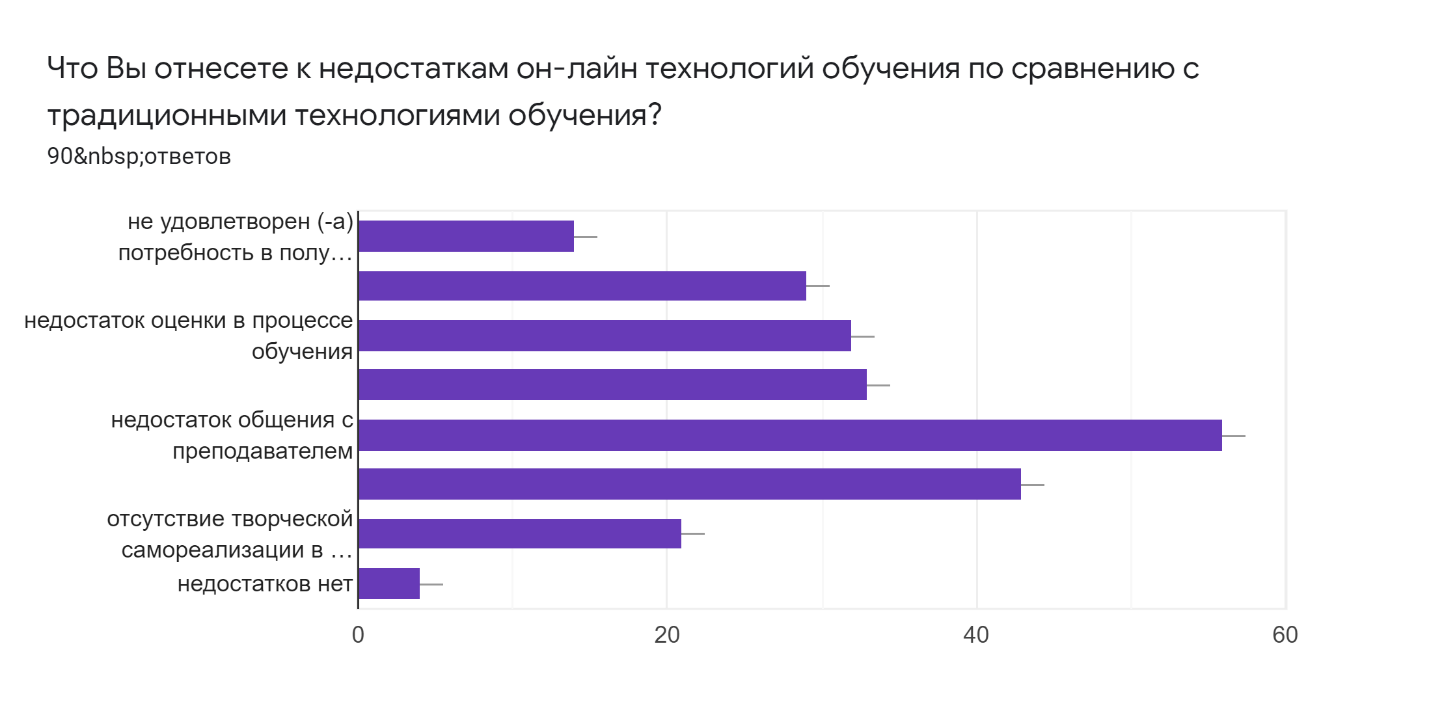 Что Вы отнесете к недостаткам он-лайн технологий обучения по сравнению с
традиционными технологиями обучения?
90&nbsp;ответов
не удовлетворен (-а)
потребность в полу…
недостаток оценки в процессе
обучения
недостаток общения с
преподавателем
отсутствие творческой
самореализации в …
недостатков нет
0
20
40
60